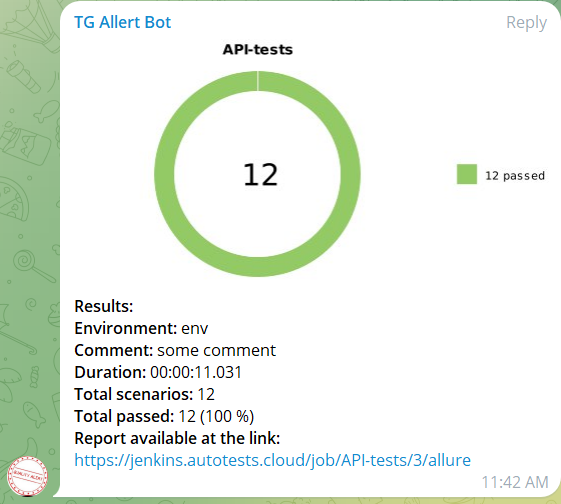 TG Allert Bot
Reply
API-tests
12
12 passed
Results:
Environment: env
Comment: some comment
Duration: 00:00:11.031
Total scenarios: 12
Total passed: 12 (100 %)
Report available at the link:
https://jenkins.autotests.cloud/job/API-tests/3/allure
11:42 AM